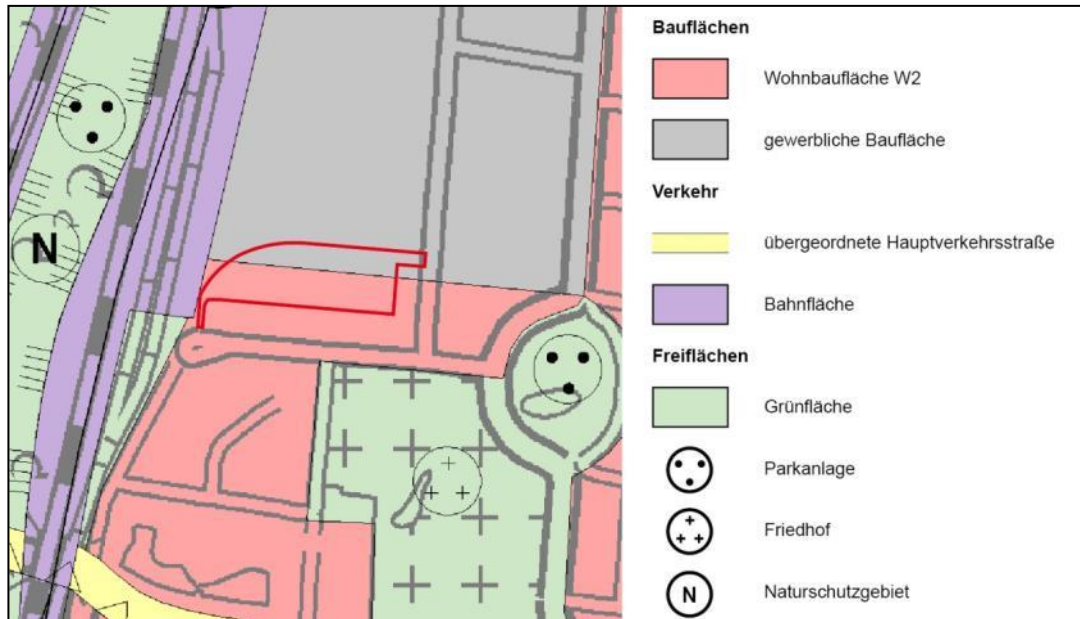 N
Bauflächen
Wohnbaufläche W2
gewerbliche Baufläche
Verkehr
übergeordnete Hauptverkehrsstraße
Bahnfläche
Freiflächen
Grünfläche
Parkanlage
Friedhof
N
Naturschutzgebiet